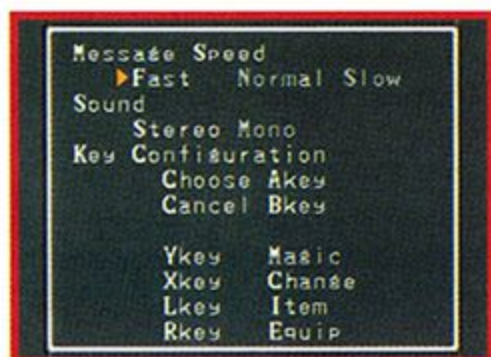 Message Speed
Fast Normal Slow
Sound
Stereo Mono
Key Configuration
Choose Akey
Cancel Bkey
Ykey Magic
Xkey Change
Lkey Item
Rkey Equip